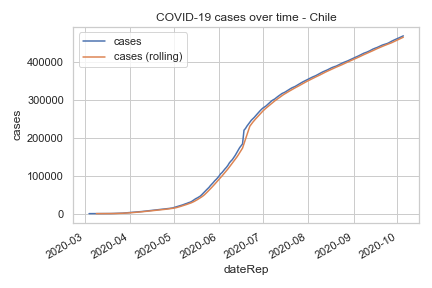 COVID-19 cases over time - Chile
cases
cases (rolling)
cases
400000
300000
200000
100000
0
2020-03
2020-04
2020-05
2020-06
2020-07
2020-08
2020-09
2020-10
dateRep